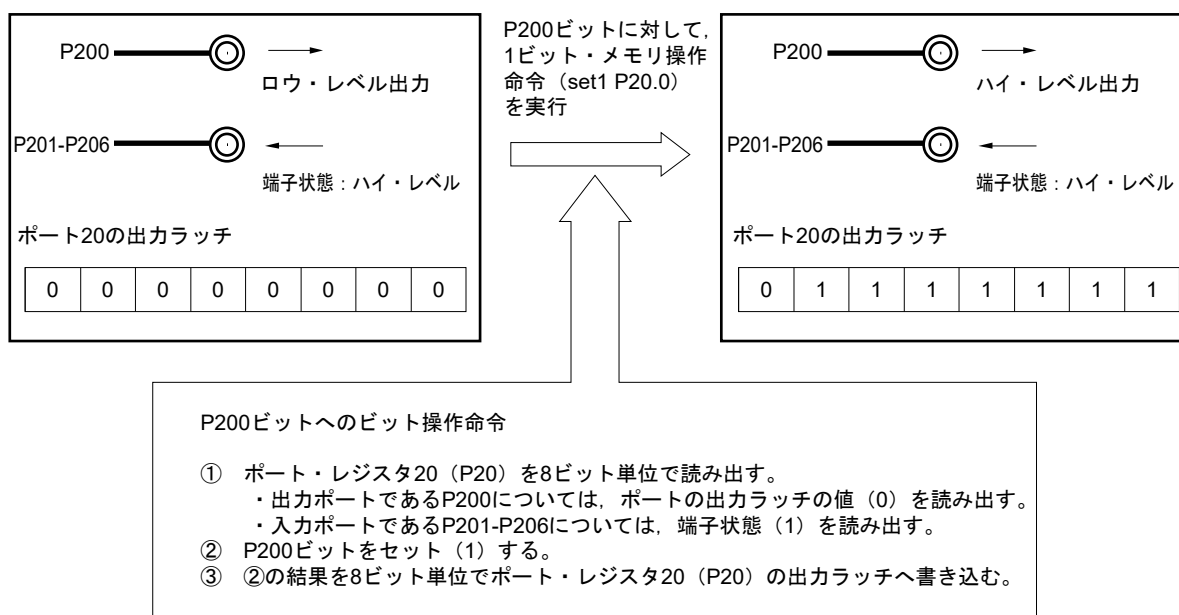 P200
ロウ・レベル出力
P201-P206
端子状態：ハイ・レベル
ポート20の出力ラッチ
0 0 0 0 0 0 0 0
P200ビットに対して，
1ビット・メモリ操作
命令（set1 P20.0）
を実行
P200
ハイ・レベル出力
P201-P206
端子状態：ハイ・レベル
ポート20の出力ラッチ
0 1 1 1 1 1 1 1
P200ビットへのビット操作命令
① ポート・レジスタ20（P20）を8ビット単位で読み出す。
・出力ポートであるP200については，ポートの出力ラッチの値（0）を読み出す。
・入力ポートであるP201-P206については，端子状態（1）を読み出す。
② P200ビットをセット（1）する。
③ ②の結果を8ビット単位でポート・レジスタ20（P20）の出力ラッチへ書き込む。